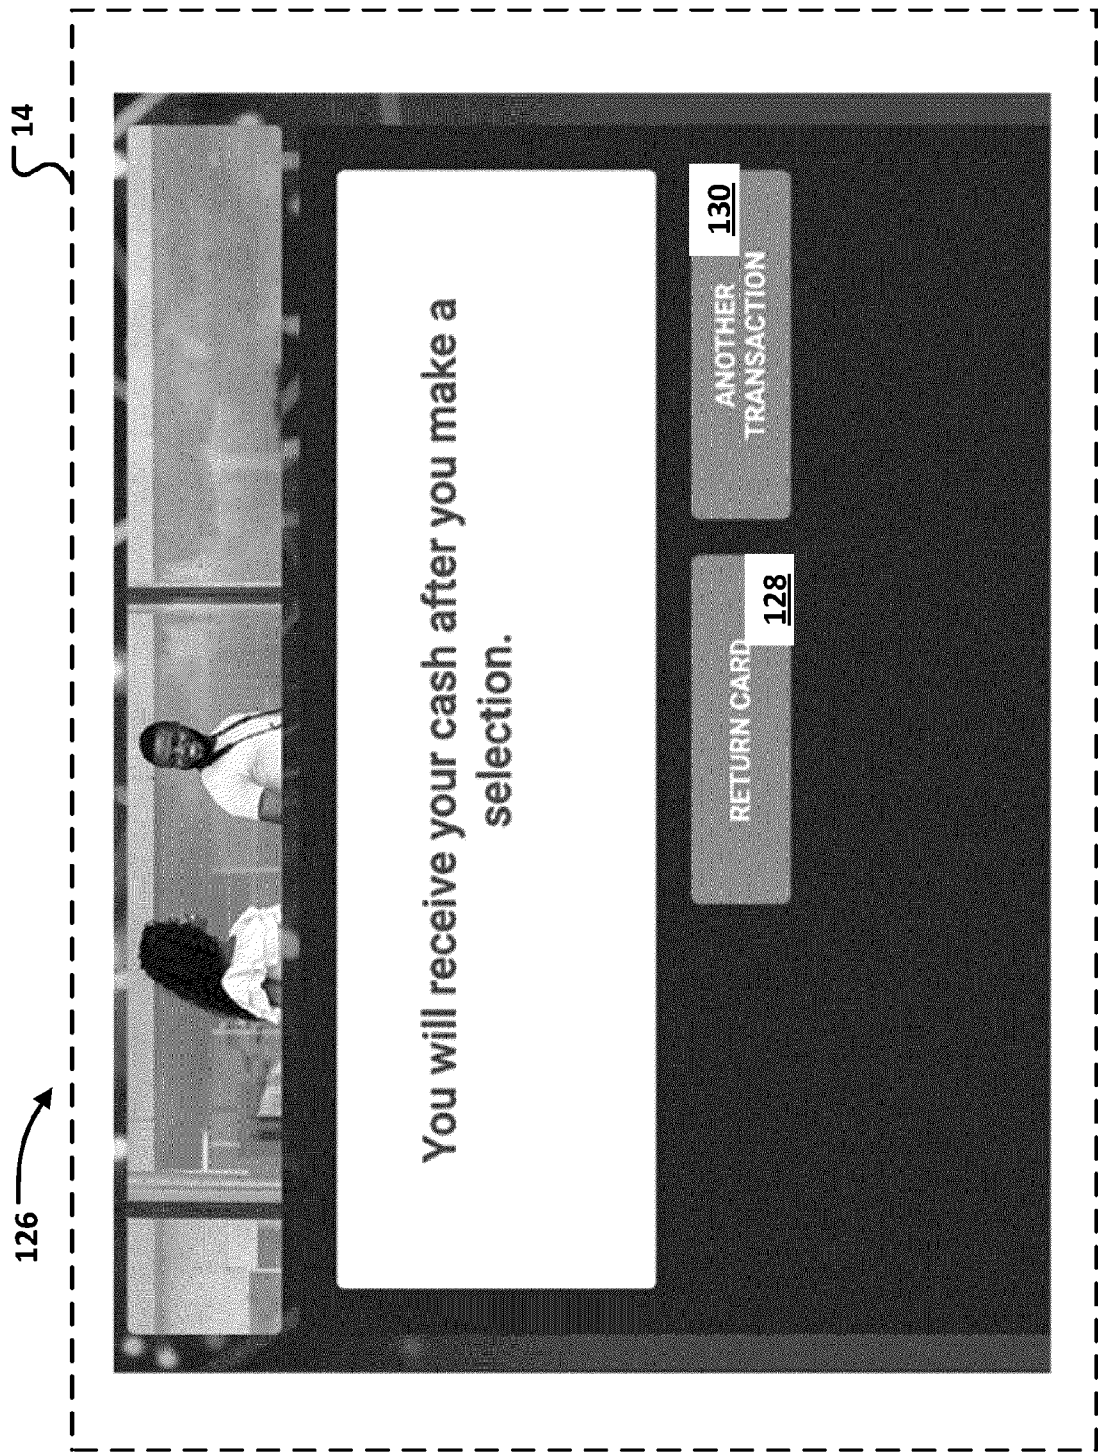 126
14
You will receive your cash after you make a
selection.
RETURN CARD
128
ANOTHER
TRANSACTION
130